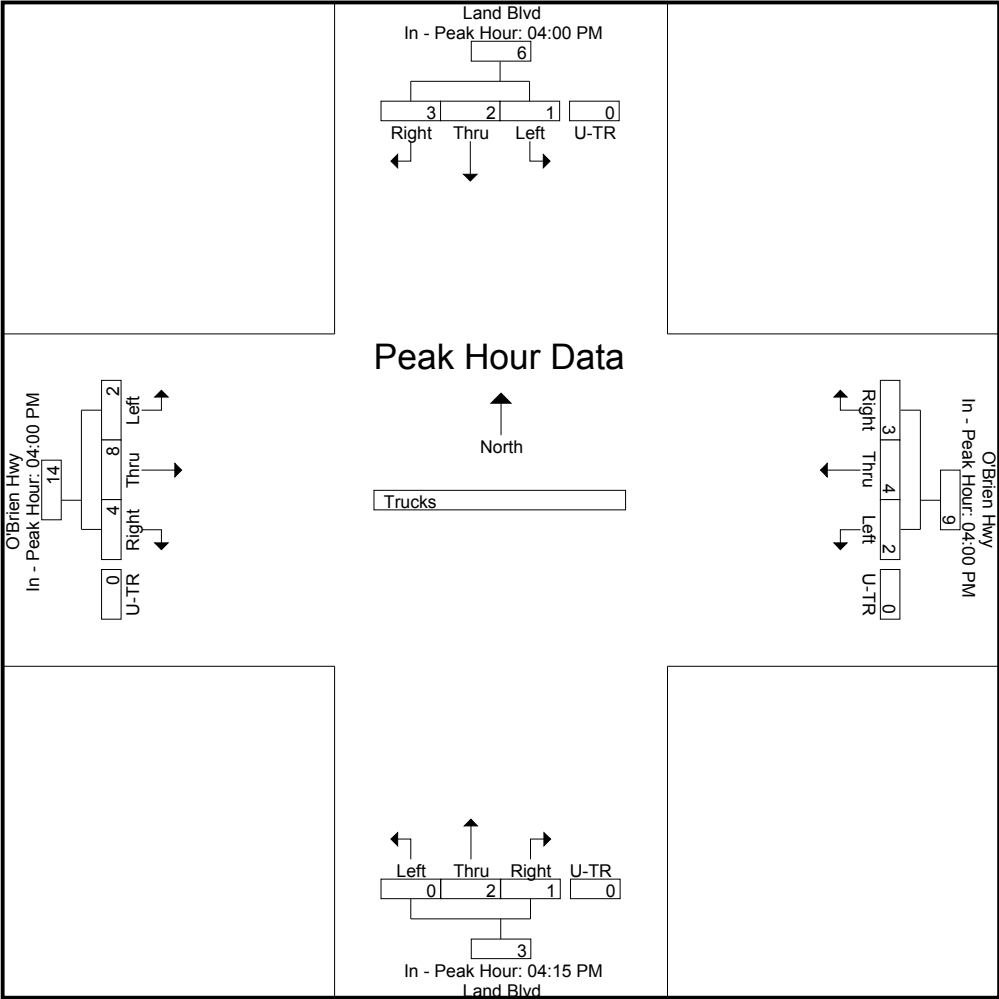 Land Blvd
In - Peak Hour: 04:00 PM
6
3 2 1 0
Right Thru Left U-TR
Peak Hour Data
North
Trucks
O'Brien Hwy
In - Peak Hour: 04:00 PM
14
2 8 4 0
Left Thru Right U-TR
O'Brien Hwy
In - Peak Hour: 04:00 PM
9
3 4 2 0
Right Thru Left U-TR
Left Thru Right U-TR
0 2 1 0
3
In - Peak Hour: 04:15 PM
Land Blvd